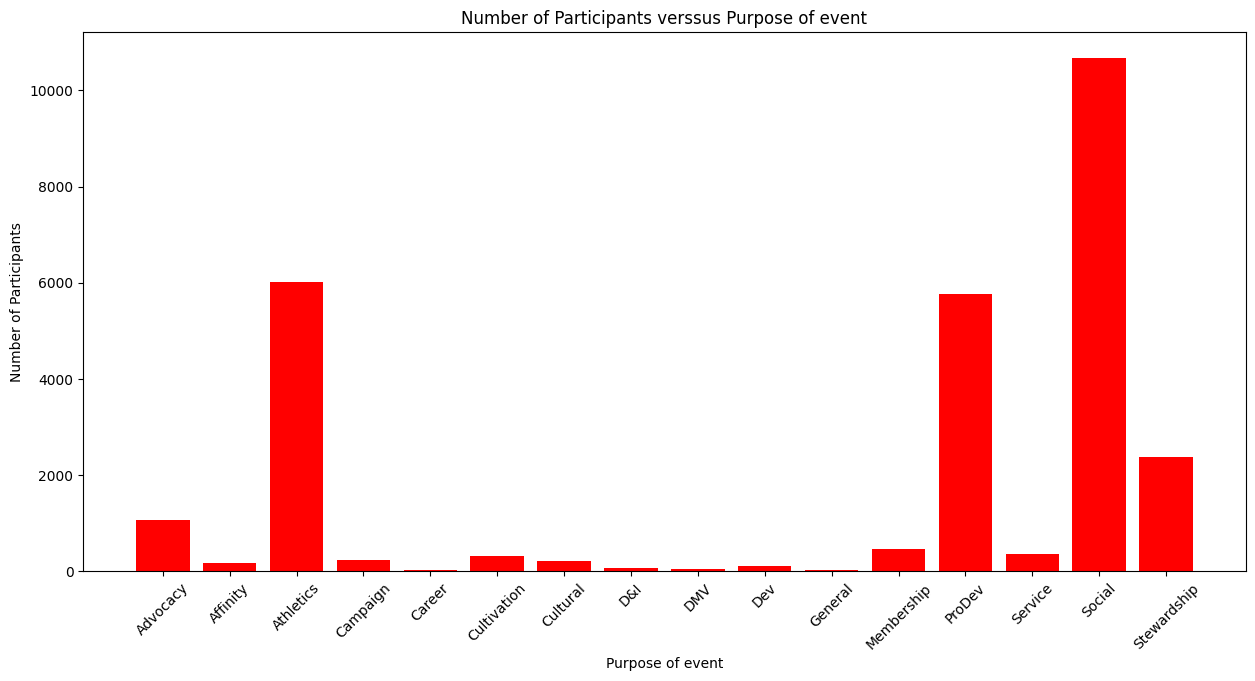 Number of Participants verssus Purpose of event
Number of Participants
10000
8000
6000
4000
2000
0
Advocacy
Affinity
Athletics
Campaign
Career
Cultivation
Cultural
D&I
DMV
Dev
General
Membership
ProDev
Service
Social
Stewardship
Purpose of event